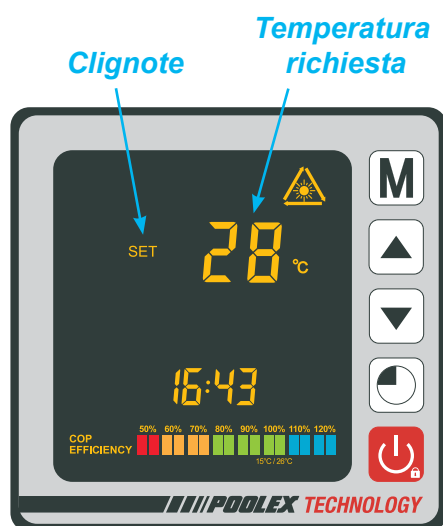 Temperatura
Clignote richiesta
M
28 °C
SET
16:43
50% 60% 70% 80% 90% 100% 110% 120%
COP
EFFICIENCY
15°C / 26°C
POOLEX TECHNOLOGY